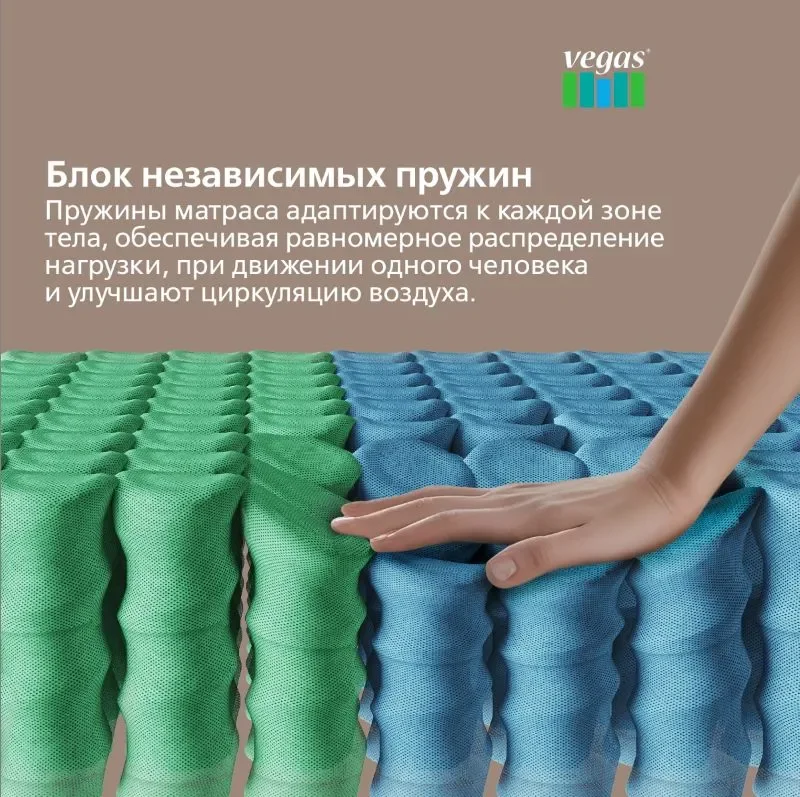 vegas®
Блок независимых пружин
Пружины матраса адаптируются к каждой зоне
тела, обеспечивая равномерное распределение
нагрузки, при движении одного человека
и улучшают циркуляцию воздуха.